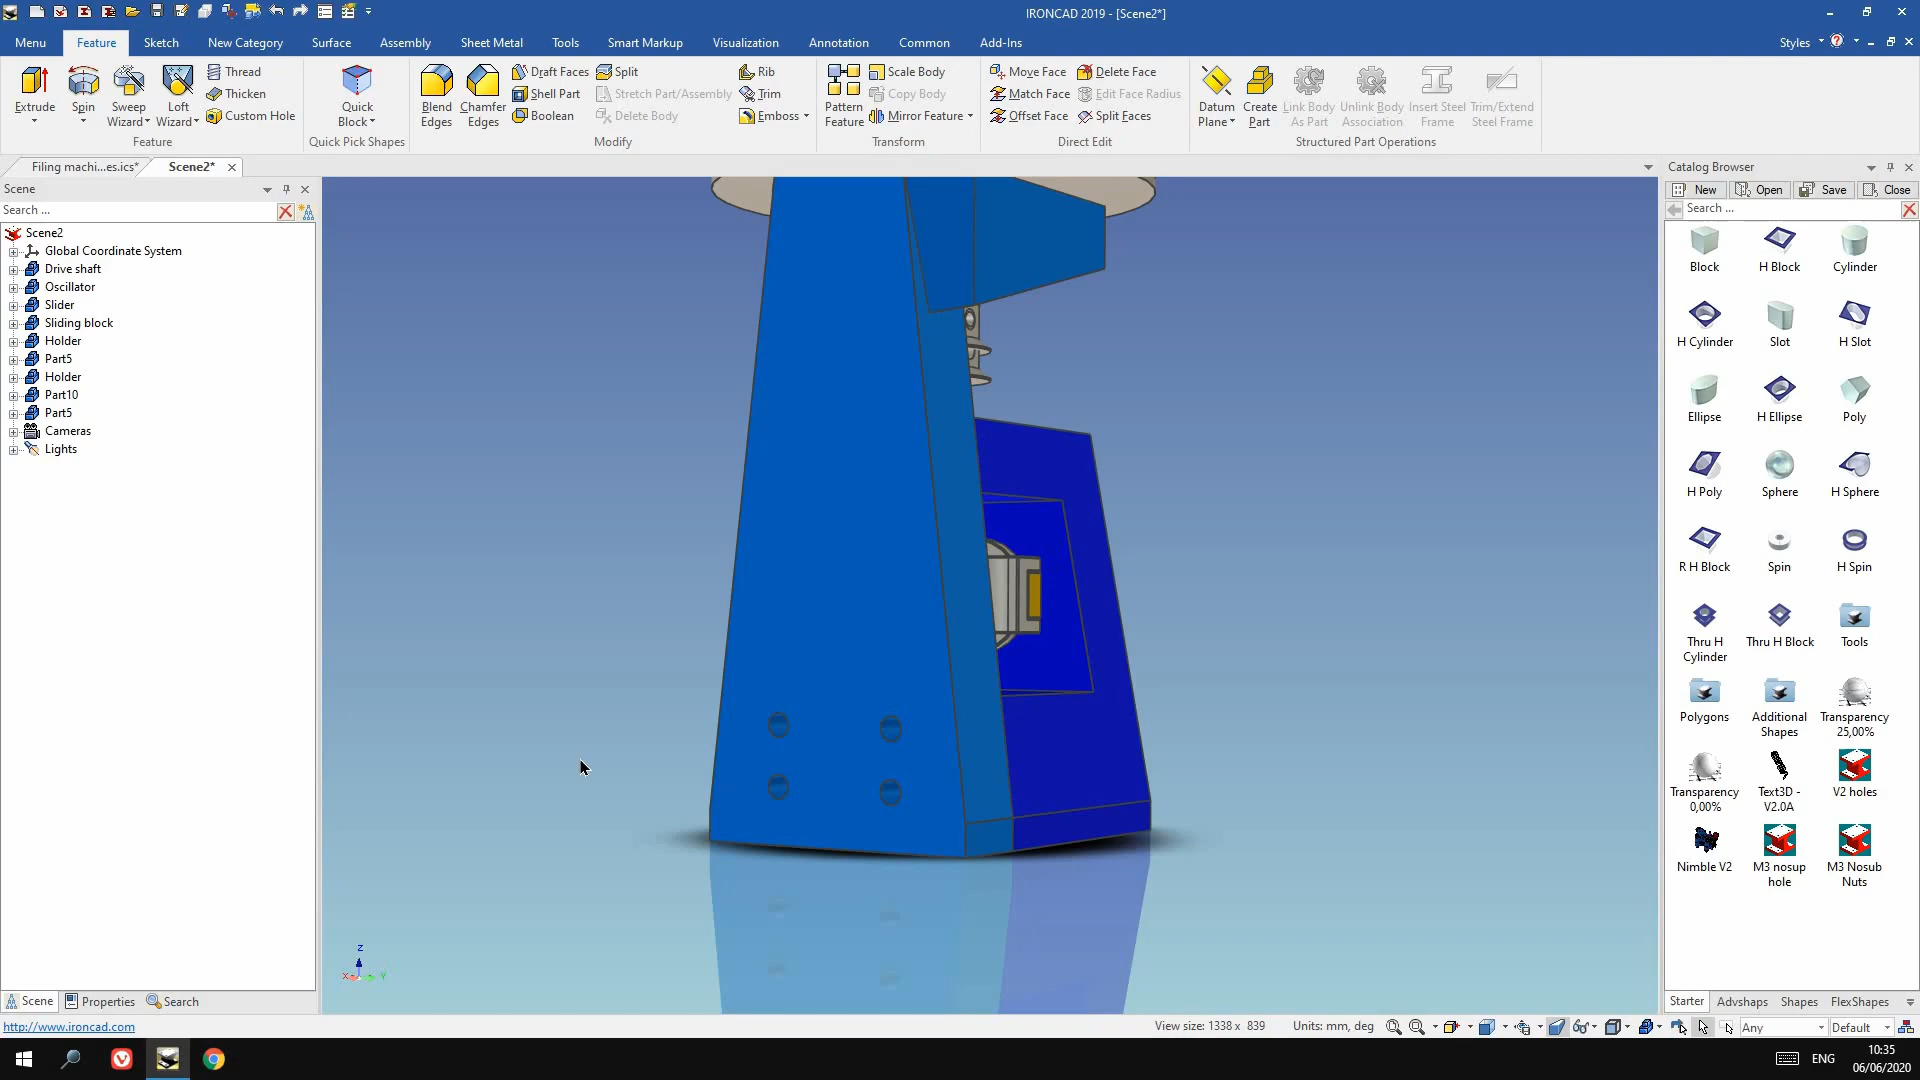 IRONCAD 2019 - [Scene2*]
Menu Feature Sketch New Category Surface Assembly Sheet Metal Tools Smart Markup Visualization Annotation Common Add-Ins Styles
Extrude Spin Sweep Wizard Loft Wizard Thread Thicken Custom Hole
Feature
Quick Block
Quick Pick Shapes
Blend Edges Chamfer Edges Draft Faces Shell Part Boolean Split Stretch Part/Assembly Delete Body Rib Trim Emboss
Modify
Pattern Feature Scale Body Copy Body Mirror Feature
Transform
Move Face Match Face Offset Face Delete Face Edit Face Radius Split Faces
Direct Edit
Datum Plane Create Part Link Body As Part Unlink Body Association Insert Steel Frame Trim/Extend Steel Frame
Structured Part Operations
Filing machi...es.ics* Scene2*
Scene
Search ...
Scene2
Global Coordinate System
Drive shaft
Oscillator
Slider
Sliding block
Holder
Part5
Holder
Part10
Part5
Cameras
Lights
Z
X Y
Catalog Browser
New Open Save Close
Search ...
Block H Block Cylinder
H Cylinder Slot H Slot
Ellipse H Ellipse Poly
H Poly Sphere H Sphere
R H Block Spin H Spin
Thru H Cylinder Thru H Block Tools
Polygons Additional Shapes Transparency 25,00%
Transparency 0,00% Text3D - V2.0A V2 holes
Nimble V2 M3 nosup hole M3 Nosub Nuts
Scene Properties Search
Starter Advshaps Shapes FlexShapes
http://www.ironcad.com
View size: 1338 x 839 Units: mm, deg Any Default
ENG
10:35
06/06/2020